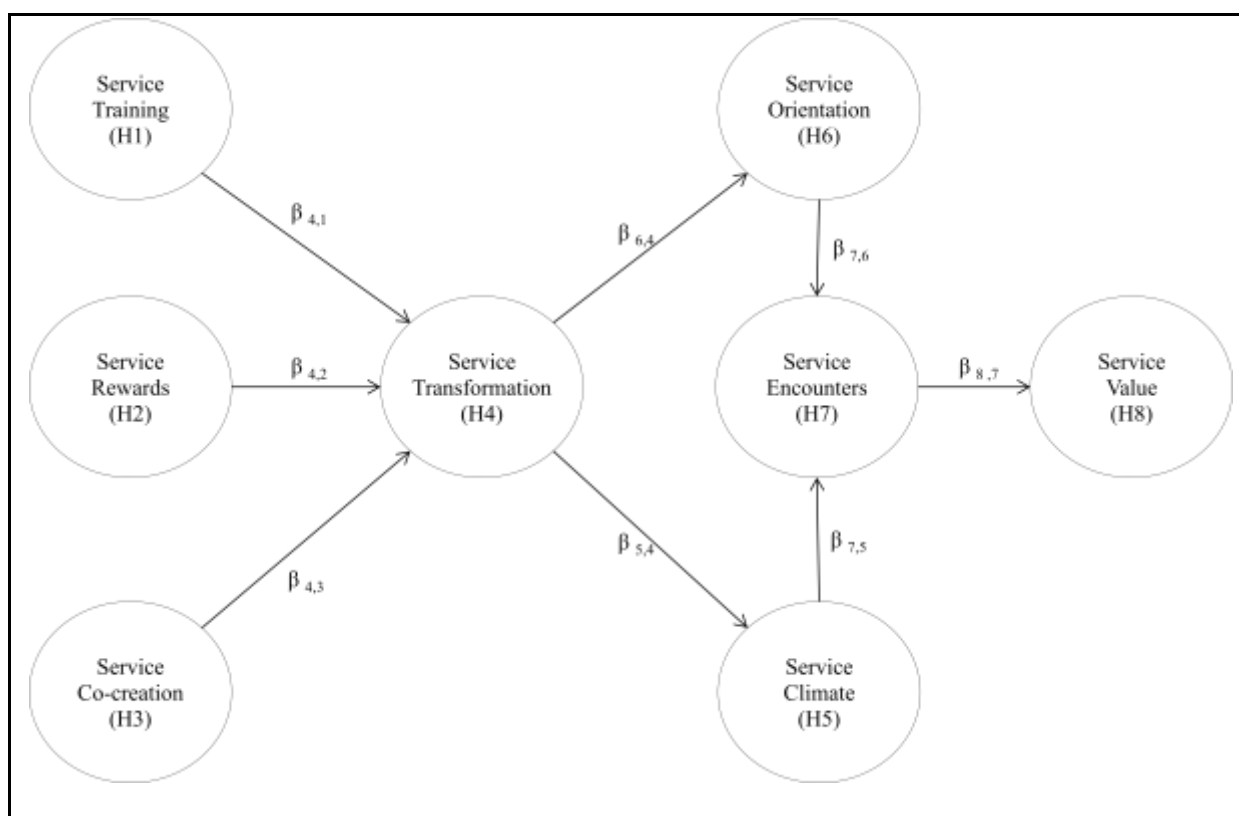 Service
Training
(H1)
Service
Orientation
(H6)
β 4,1
β 6,4
β 7,6
Service
Rewards
(H2)
β 4,2
Service
Transformation
(H4)
Service
Encounters
(H7)
β 8,7
Service
Value
(H8)
β 4,3
β 5,4
β 7,5
Service
Co-creation
(H3)
Service
Climate
(H5)